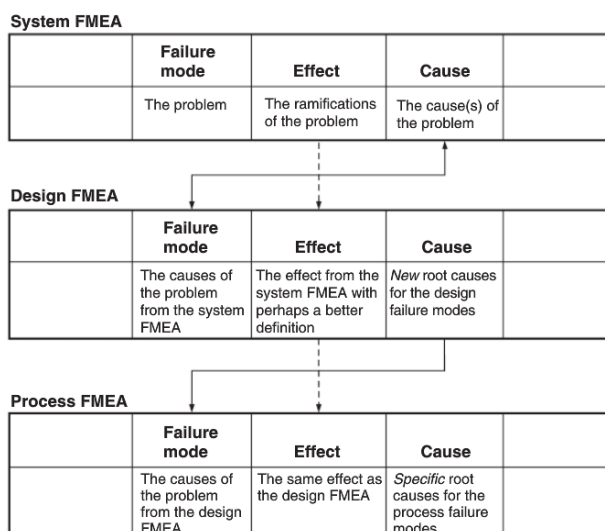 System FMEA
Failure
mode
Effect
Cause
The problem
The ramifications
of the problem
The cause(s) of
the problem
Design FMEA
Failure
mode
Effect
Cause
The causes of
the problem
from the system
FMEA
The effect from the
system FMEA with
perhaps a better
definition
New root causes
for the design
failure modes
Process FMEA
Failure
mode
Effect
Cause
The causes of
the problem
from the design
FMEA
The same effect as
the design FMEA
Specific root
causes for the
process failure
modes